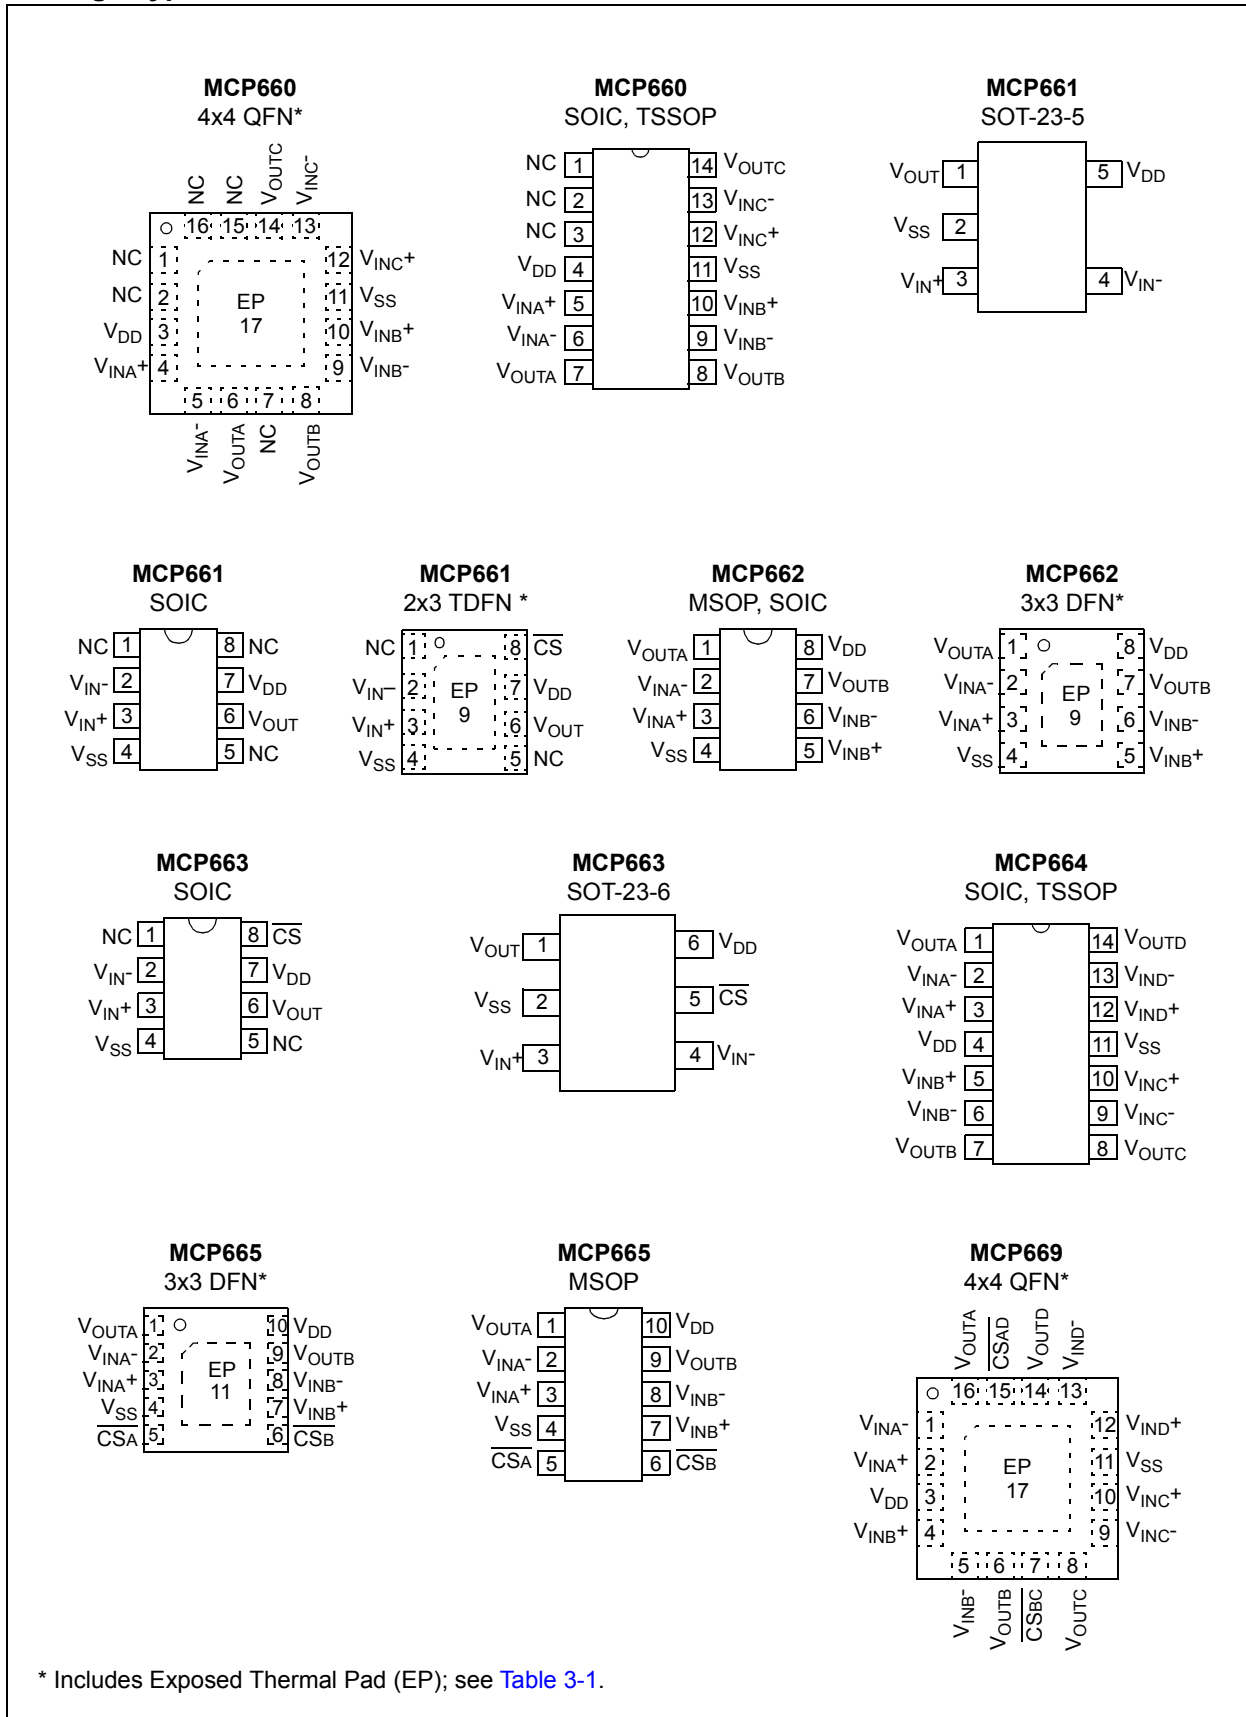 MCP660
4x4 QFN*
NC
NC
VOUTC
VINC-
16 15 14 13
NC 1
NC 2
VDD 3
VINA+ 4
EP
17
12 VINC+
11 VSS
10 VINB+
9 VINB-
5 6 7 8
VINA-
VOUTA
NC
VOUTB
MCP660
SOIC, TSSOP
NC 1 14 VOUTC
NC 2 13 VINC-
NC 3 12 VINC+
VDD 4 11 VSS
VINA+ 5 10 VINB+
VINA- 6 9 VINB-
VOUTA 7 8 VOUTB
MCP661
SOT-23-5
VOUT 1 5 VDD
VSS 2
VIN+ 3 4 VIN-
MCP661
SOIC
NC 1 8 NC
VIN- 2 7 VDD
VIN+ 3 6 VOUT
VSS 4 5 NC
MCP661
2x3 TDFN *
NC 1 8 CS
VIN– 2 7 VDD
VIN+ 3 6 VOUT
VSS 4 5 NC
EP
9
MCP662
MSOP, SOIC
VOUTA 1 8 VDD
VINA- 2 7 VOUTB
VINA+ 3 6 VINB-
VSS 4 5 VINB+
MCP662
3x3 DFN*
VOUTA 1 8 VDD
VINA- 2 7 VOUTB
VINA+ 3 6 VINB-
VSS 4 5 VINB+
EP
9
MCP663
SOIC
NC 1 8 CS
VIN- 2 7 VDD
VIN+ 3 6 VOUT
VSS 4 5 NC
MCP663
SOT-23-6
VOUT 1 6 VDD
VSS 2 5 CS
VIN+ 3 4 VIN-
MCP664
SOIC, TSSOP
VOUTA 1 14 VOUTD
VINA- 2 13 VIND-
VINA+ 3 12 VIND+
VDD 4 11 VSS
VINB+ 5 10 VINC+
VINB- 6 9 VINC-
VOUTB 7 8 VOUTC
MCP665
3x3 DFN*
VOUTA 1 10 VDD
VINA- 2 9 VOUTB
VINA+ 3 8 VINB-
VSS 4 7 VINB+
CSA 5 6 CSB
EP
11
MCP665
MSOP
VOUTA 1 10 VDD
VINA- 2 9 VOUTB
VINA+ 3 8 VINB-
VSS 4 7 VINB+
CSA 5 6 CSB
MCP669
4x4 QFN*
VOUTA
CSAD
VOUTD
VIND-
16 15 14 13
VINA- 1
VINA+ 2
VDD 3
VINB+ 4
EP
17
12 VIND+
11 VSS
10 VINC+
9 VINC-
5 6 7 8
VINB-
VOUTB
CSBC
VOUTC
* Includes Exposed Thermal Pad (EP); see Table 3-1.